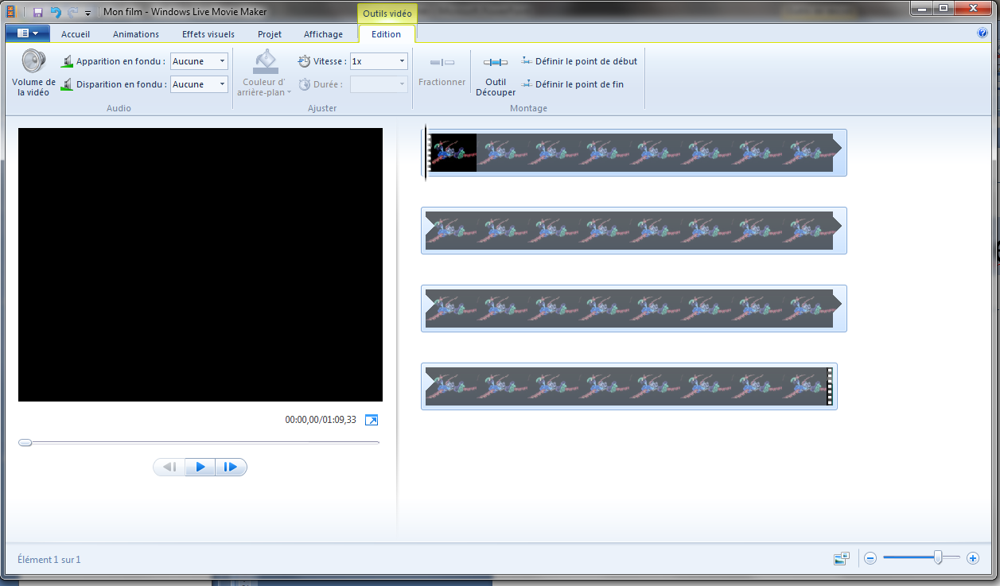 Mon film - Windows Live Movie Maker
Outils vidéo
Accueil
Animations
Effets visuels
Projet
Affichage
Edition
Volume de
la vidéo
Apparition en fondu :
Aucune
Disparition en fondu :
Aucune
Audio
Couleur d'
arrière-plan
Vitesse :
1x
Durée :
Ajuster
Fractionner
Outil
Découper
Définir le point de début
Définir le point de fin
Montage
00:00,00/01:09,33
Élément 1 sur 1